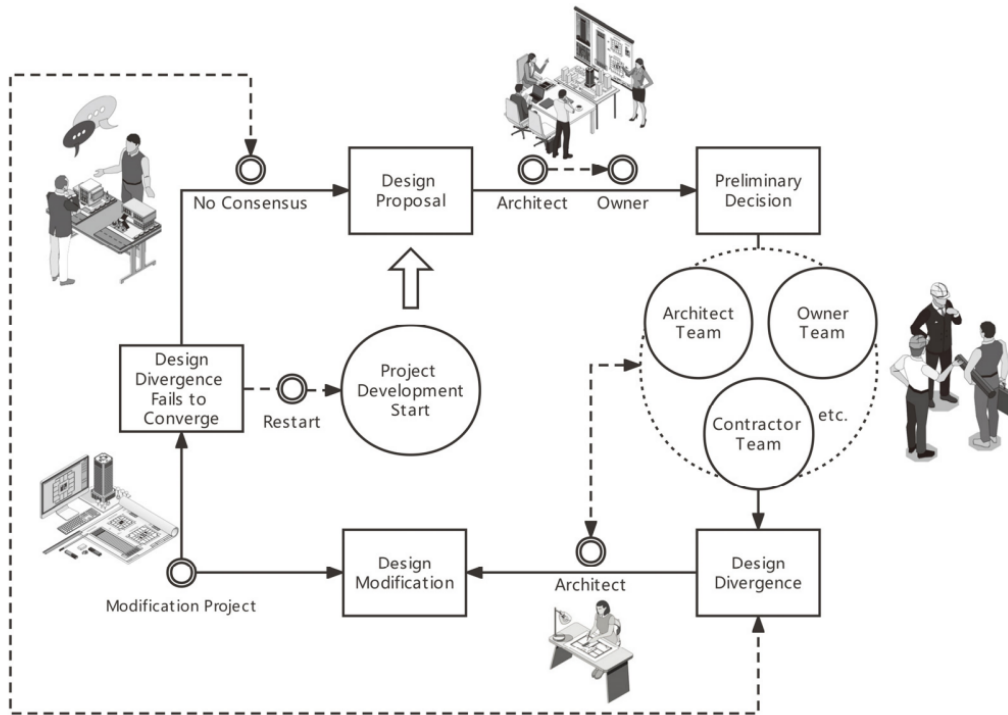 No Consensus
Design
Proposal
Architect
Owner
Preliminary
Decision
Architect
Team
Owner
Team
Contractor
Team
etc.
Design
Divergence
Fails to
Converge
Restart
Project
Development
Start
Modification Project
Design
Modification
Architect
Design
Divergence